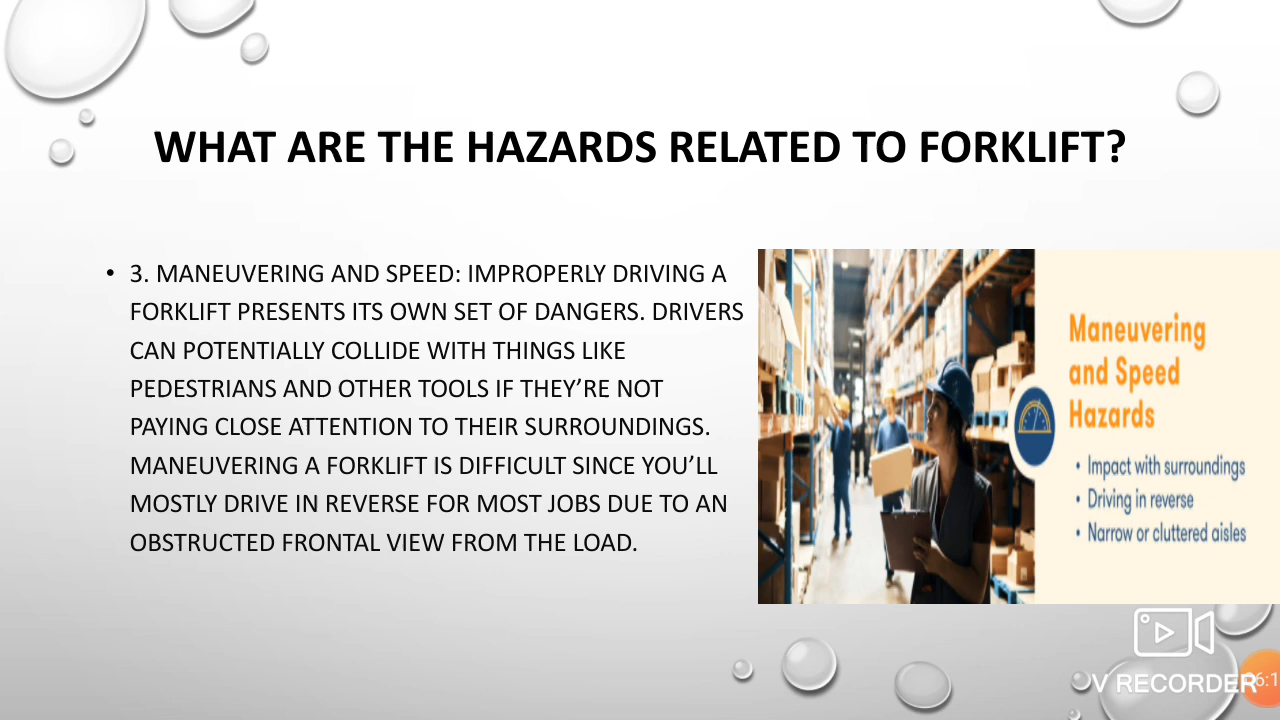 WHAT ARE THE HAZARDS RELATED TO FORKLIFT?
• 3. MANEUVERING AND SPEED: IMPROPERLY DRIVING A
FORKLIFT PRESENTS ITS OWN SET OF DANGERS. DRIVERS
CAN POTENTIALLY COLLIDE WITH THINGS LIKE
PEDESTRIANS AND OTHER TOOLS IF THEY’RE NOT
PAYING CLOSE ATTENTION TO THEIR SURROUNDINGS.
MANEUVERING A FORKLIFT IS DIFFICULT SINCE YOU’LL
MOSTLY DRIVE IN REVERSE FOR MOST JOBS DUE TO AN
OBSTRUCTED FRONTAL VIEW FROM THE LOAD.
Maneuvering
and Speed
Hazards
• Impact with surroundings
• Driving in reverse
• Narrow or cluttered aisles
V RECORDER